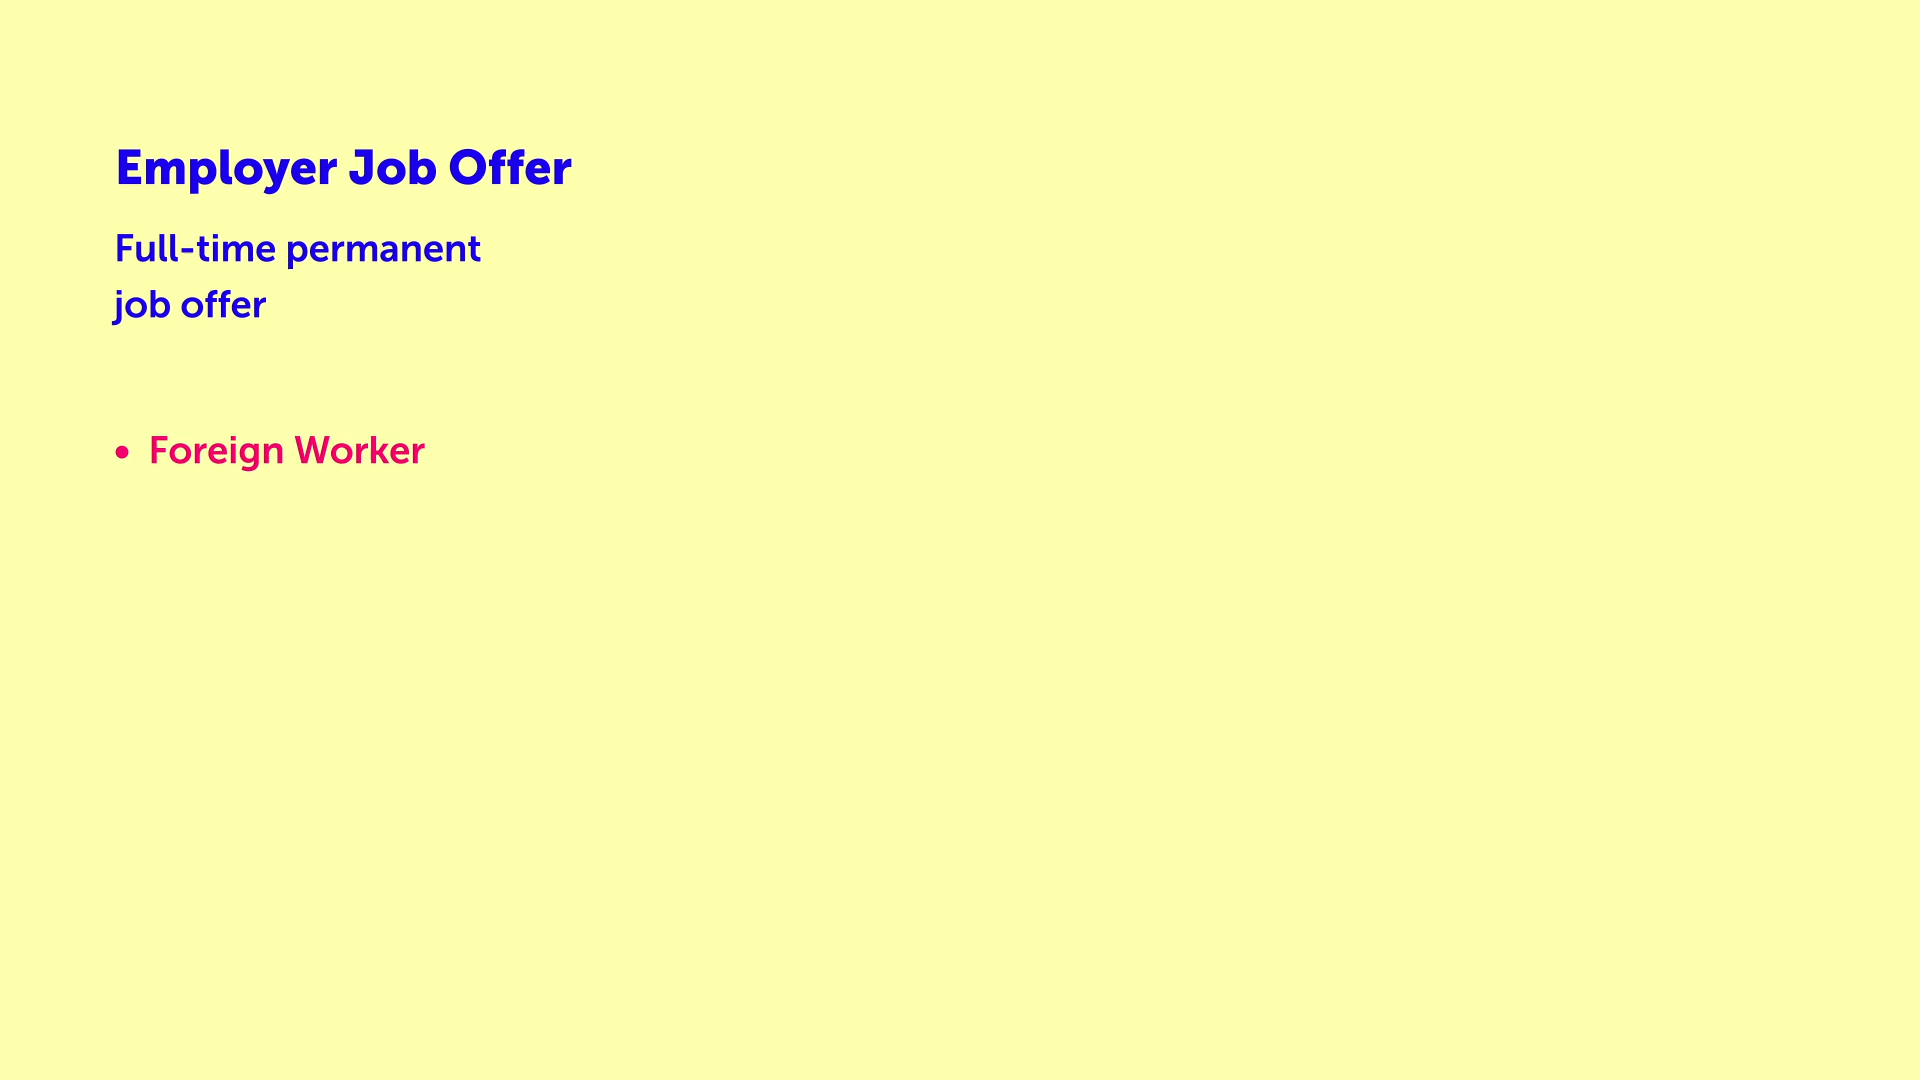 Employer Job Offer
Full-time permanent
job offer
• Foreign Worker